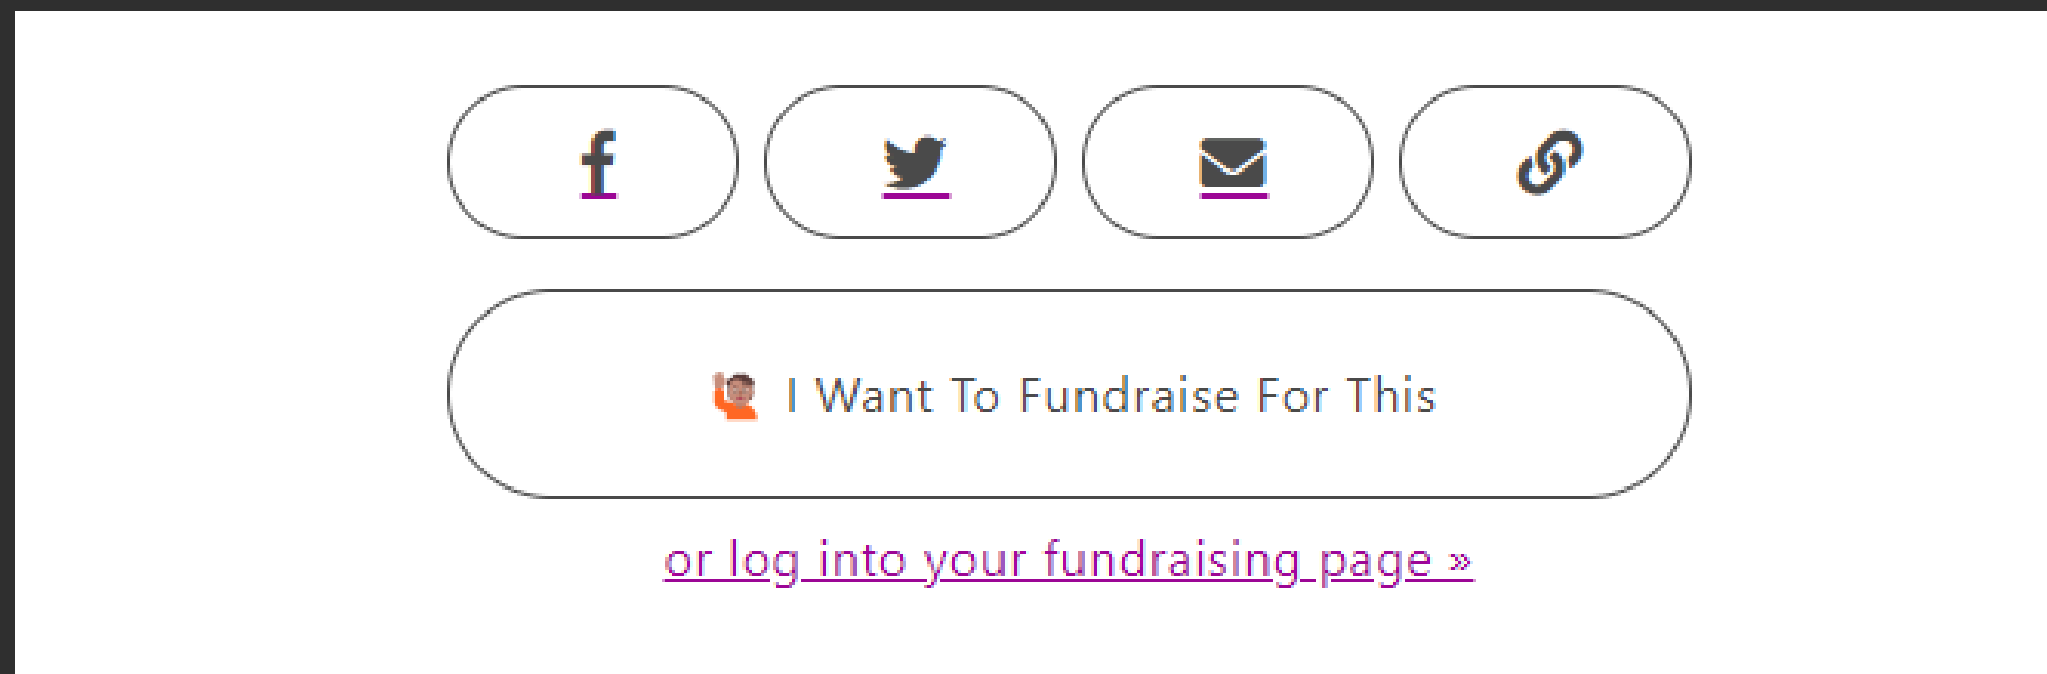 I Want To Fundraise For This
or log into your fundraising page »